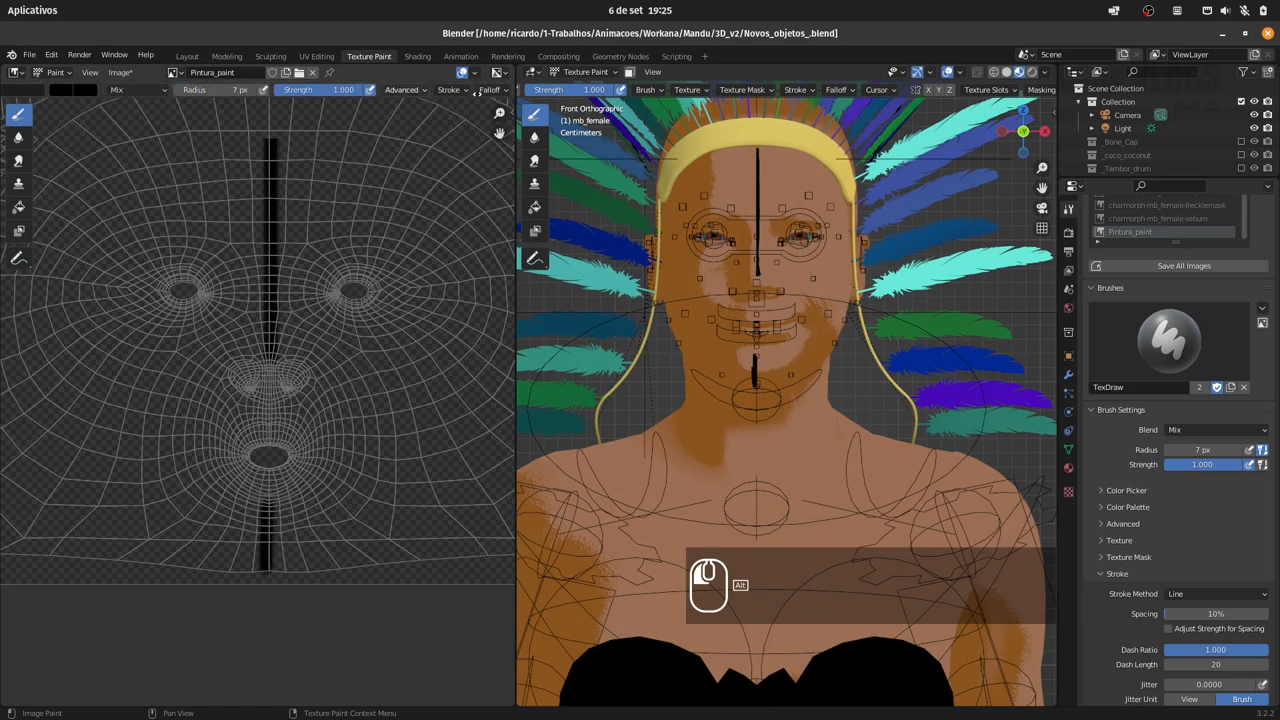 Aplicativos
6 de set 19:25
Blender [/home/ricardo/1-Trabalhos/Animacoes/Workana/Mandu/3D_v2/Novos_objetos_.blend]
File Edit Render Window Help
Layout Modeling Sculpting UV Editing Texture Paint Shading Animation Rendering Compositing Geometry Nodes Scripting +
Scene
ViewLayer
Paint View Image* Pintura_paint
Texture Paint View
Mix Radius 7 px Strength 1.000 Advanced Stroke Falloff
Strength 1.000 Brush Texture Texture Mask Stroke Falloff Cursor X Y Z Texture Slots Masking
Front Orthographic
(1) mb_female
Centimeters
Scene Collection
Collection
Camera
Light
_Bone_Cap
_coco_coconut
_Tambor_drum
charmorph-mb_female-frecklemask
charmorph-mb_female-sebum
Pintura_paint
Save All Images
Brushes
TexDraw 2
Brush Settings
Blend Mix
Radius 7 px
Strength 1.000
Color Picker
Color Palette
Advanced
Texture
Texture Mask
Stroke
Stroke Method Line
Spacing 10%
Adjust Strength for Spacing
Dash Ratio 1.000
Dash Length 20
Jitter 0.0000
Jitter Unit View Brush
Alt
Image Paint Pan View Texture Paint Context Menu 3.2.2